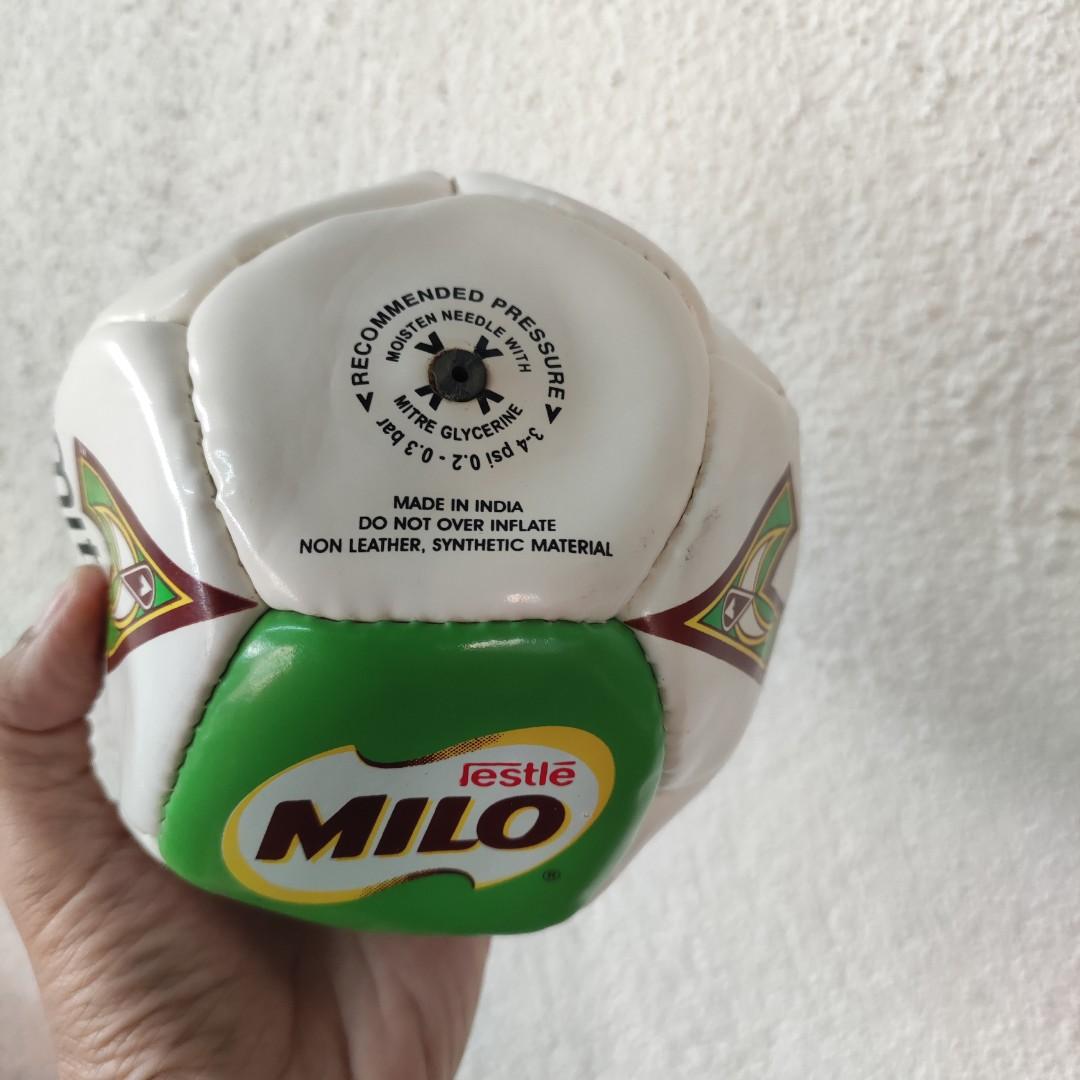 RECOMMENDED PRESSURE
MOISTEN NEEDLE WITH
MITRE GLYCERINE
3-4 psi 0.2 - 0.3 bar
MADE IN INDIA
DO NOT OVER INFLATE
NON LEATHER, SYNTHETIC MATERIAL
Nestlé
MILO
®